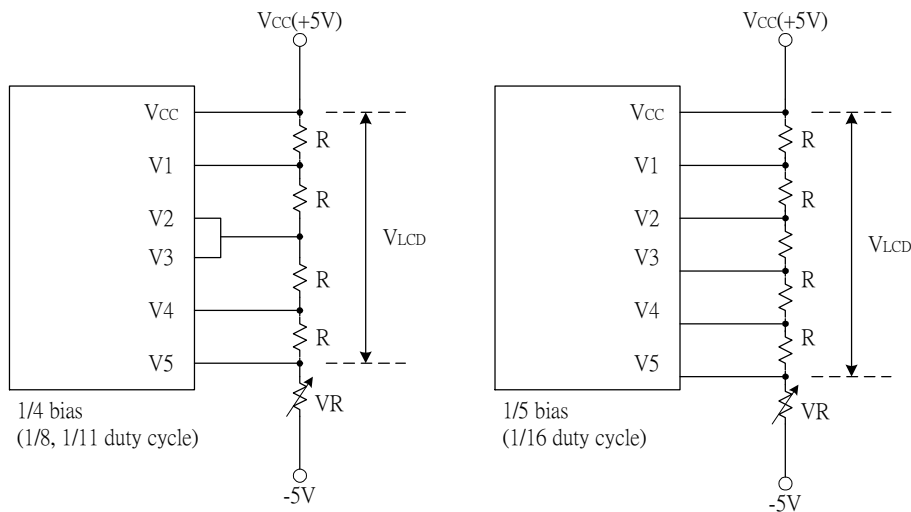 VCC(+5V)
VCC
R
V1
R
V2
V3
VLCD
R
V4
R
V5
VR
1/4 bias
(1/8, 1/11 duty cycle)
-5V
VCC(+5V)
VCC
R
V1
R
V2
R
VLCD
V3
R
V4
R
V5
VR
1/5 bias
(1/16 duty cycle)
-5V